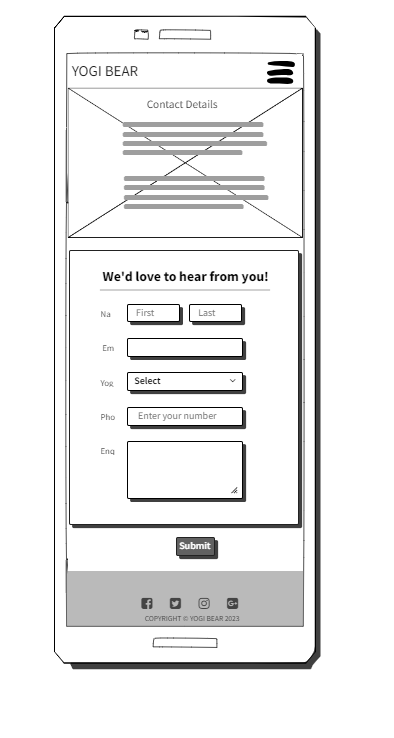 YOGI BEAR
Contact Details
We'd love to hear from you!
Na First Last
Em
Yog Select
Pho Enter your number
Enq
Submit
COPYRIGHT © YOGI BEAR 2023